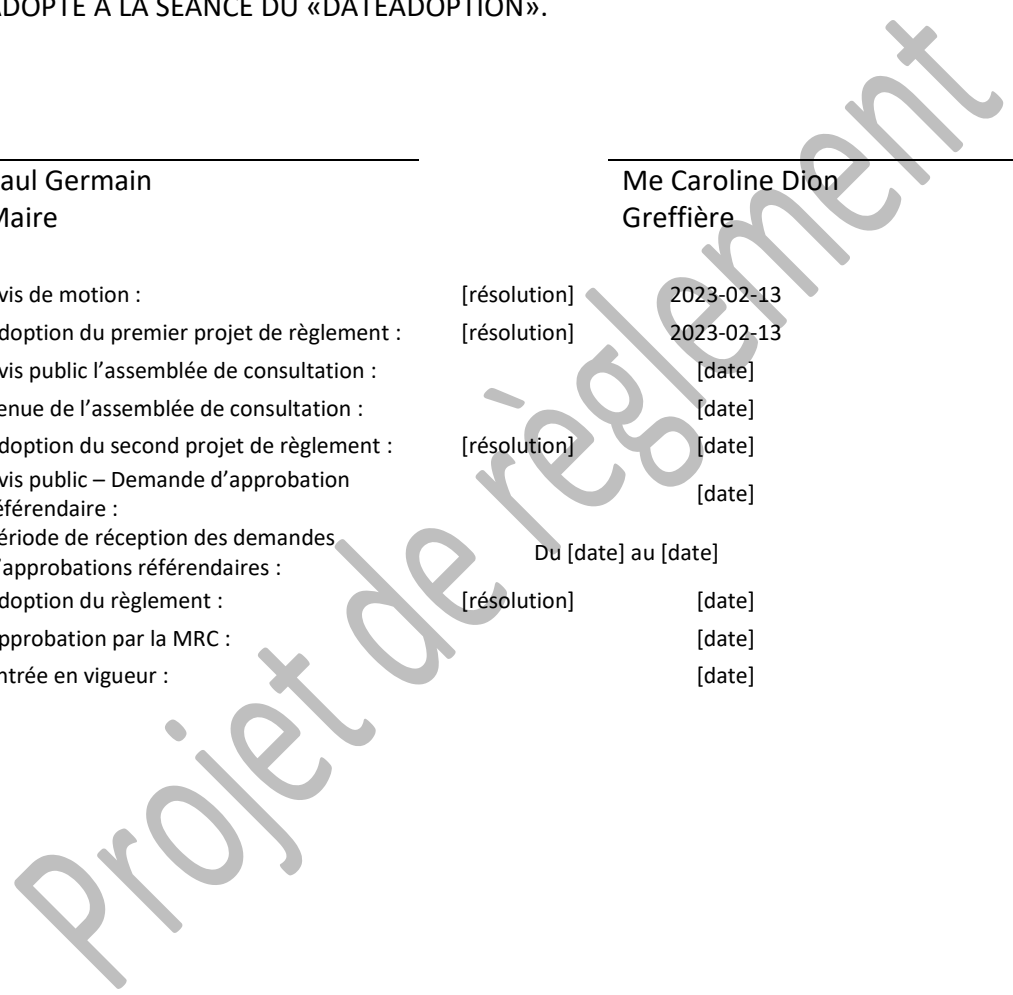 ADOPTÉ À LA SÉANCE DU «DATEADOPTION».
aul Germain
Me Caroline Dion
Maire
Greffière
vis de motion : [résolution] 2023-02-13
doption du premier projet de règlement : [résolution] 2023-02-13
vis public l’assemblée de consultation : [date]
enue de l’assemblée de consultation : [date]
doption du second projet de règlement : [résolution] [date]
vis public – Demande d’approbation
éférendaire : [date]
ériode de réception des demandes
’approbations référendaires : Du [date] au [date]
doption du règlement : [résolution] [date]
pprobation par la MRC : [date]
ntrée en vigueur : [date]
Projet de règlement